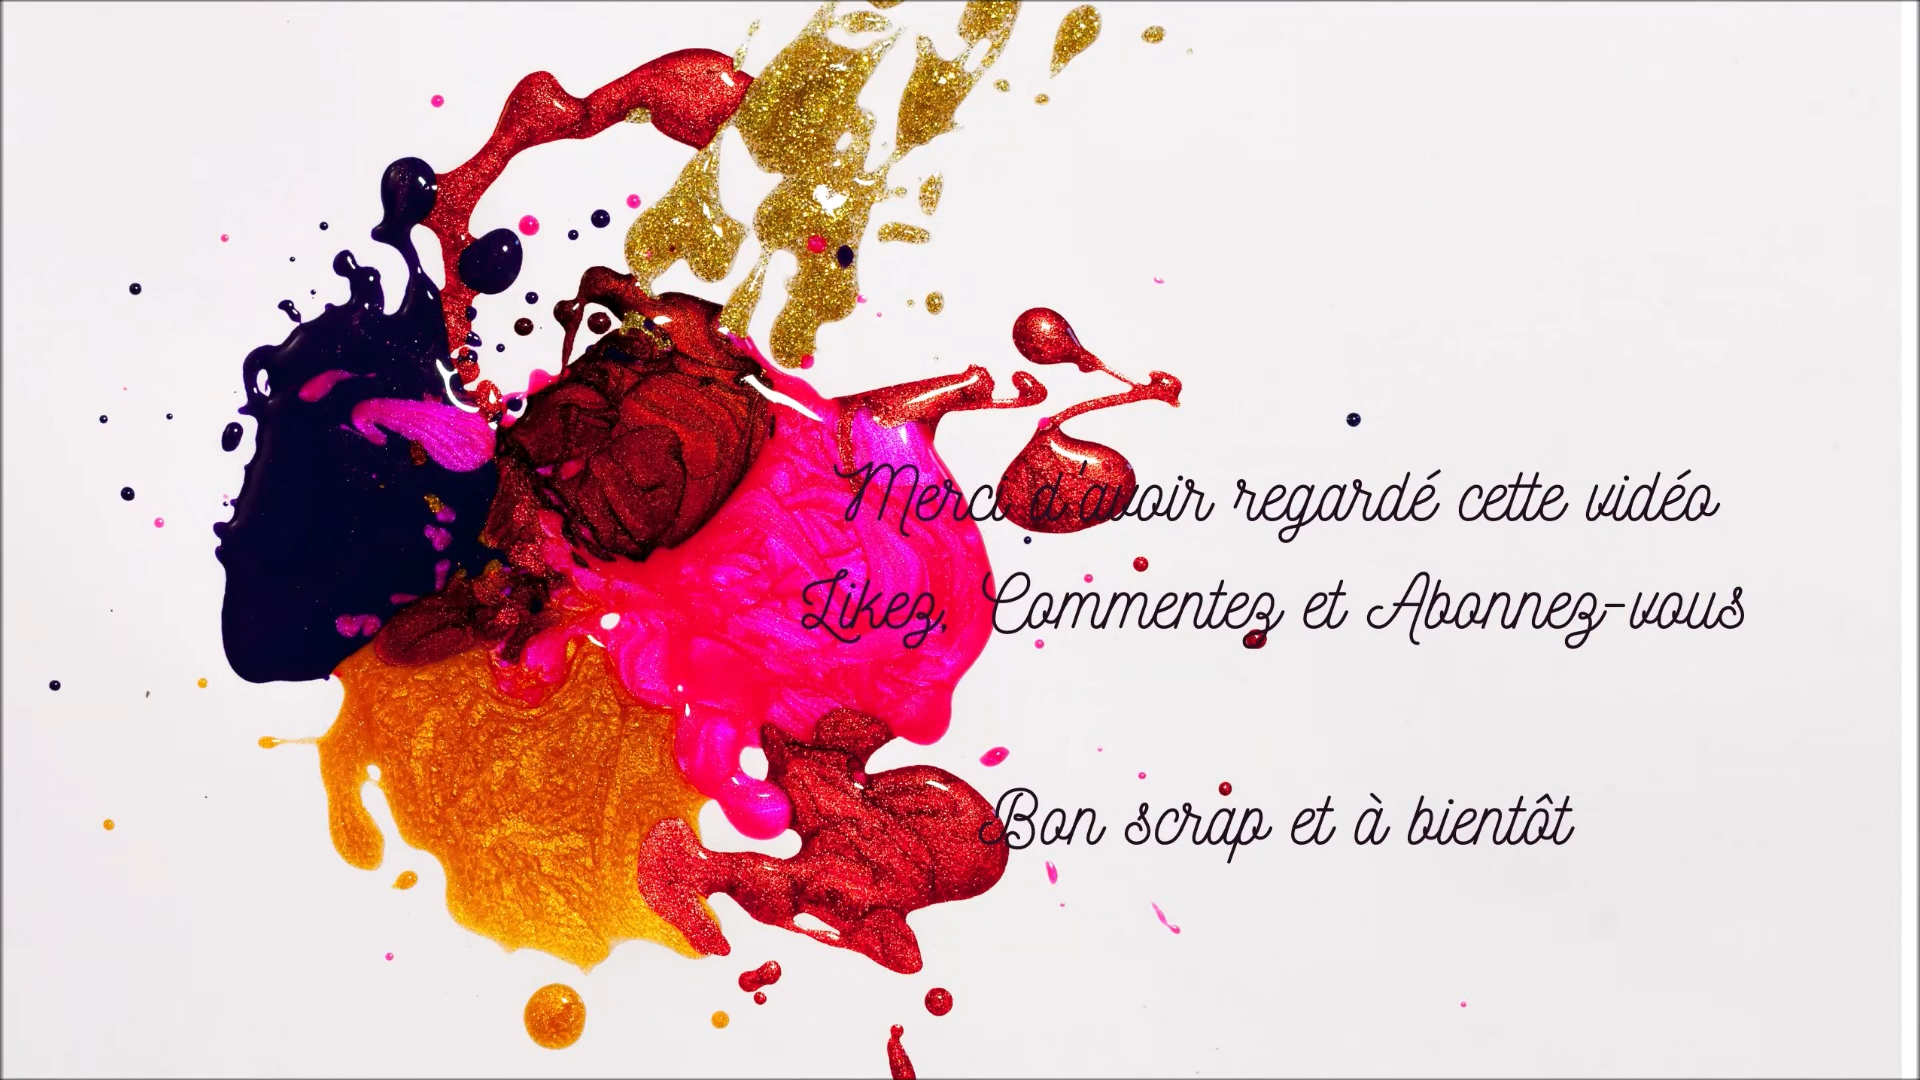 Merci d'avoir regardé cette vidéo
Likez, Commentez et Abonnez-vous
Bon scrap et à bientôt